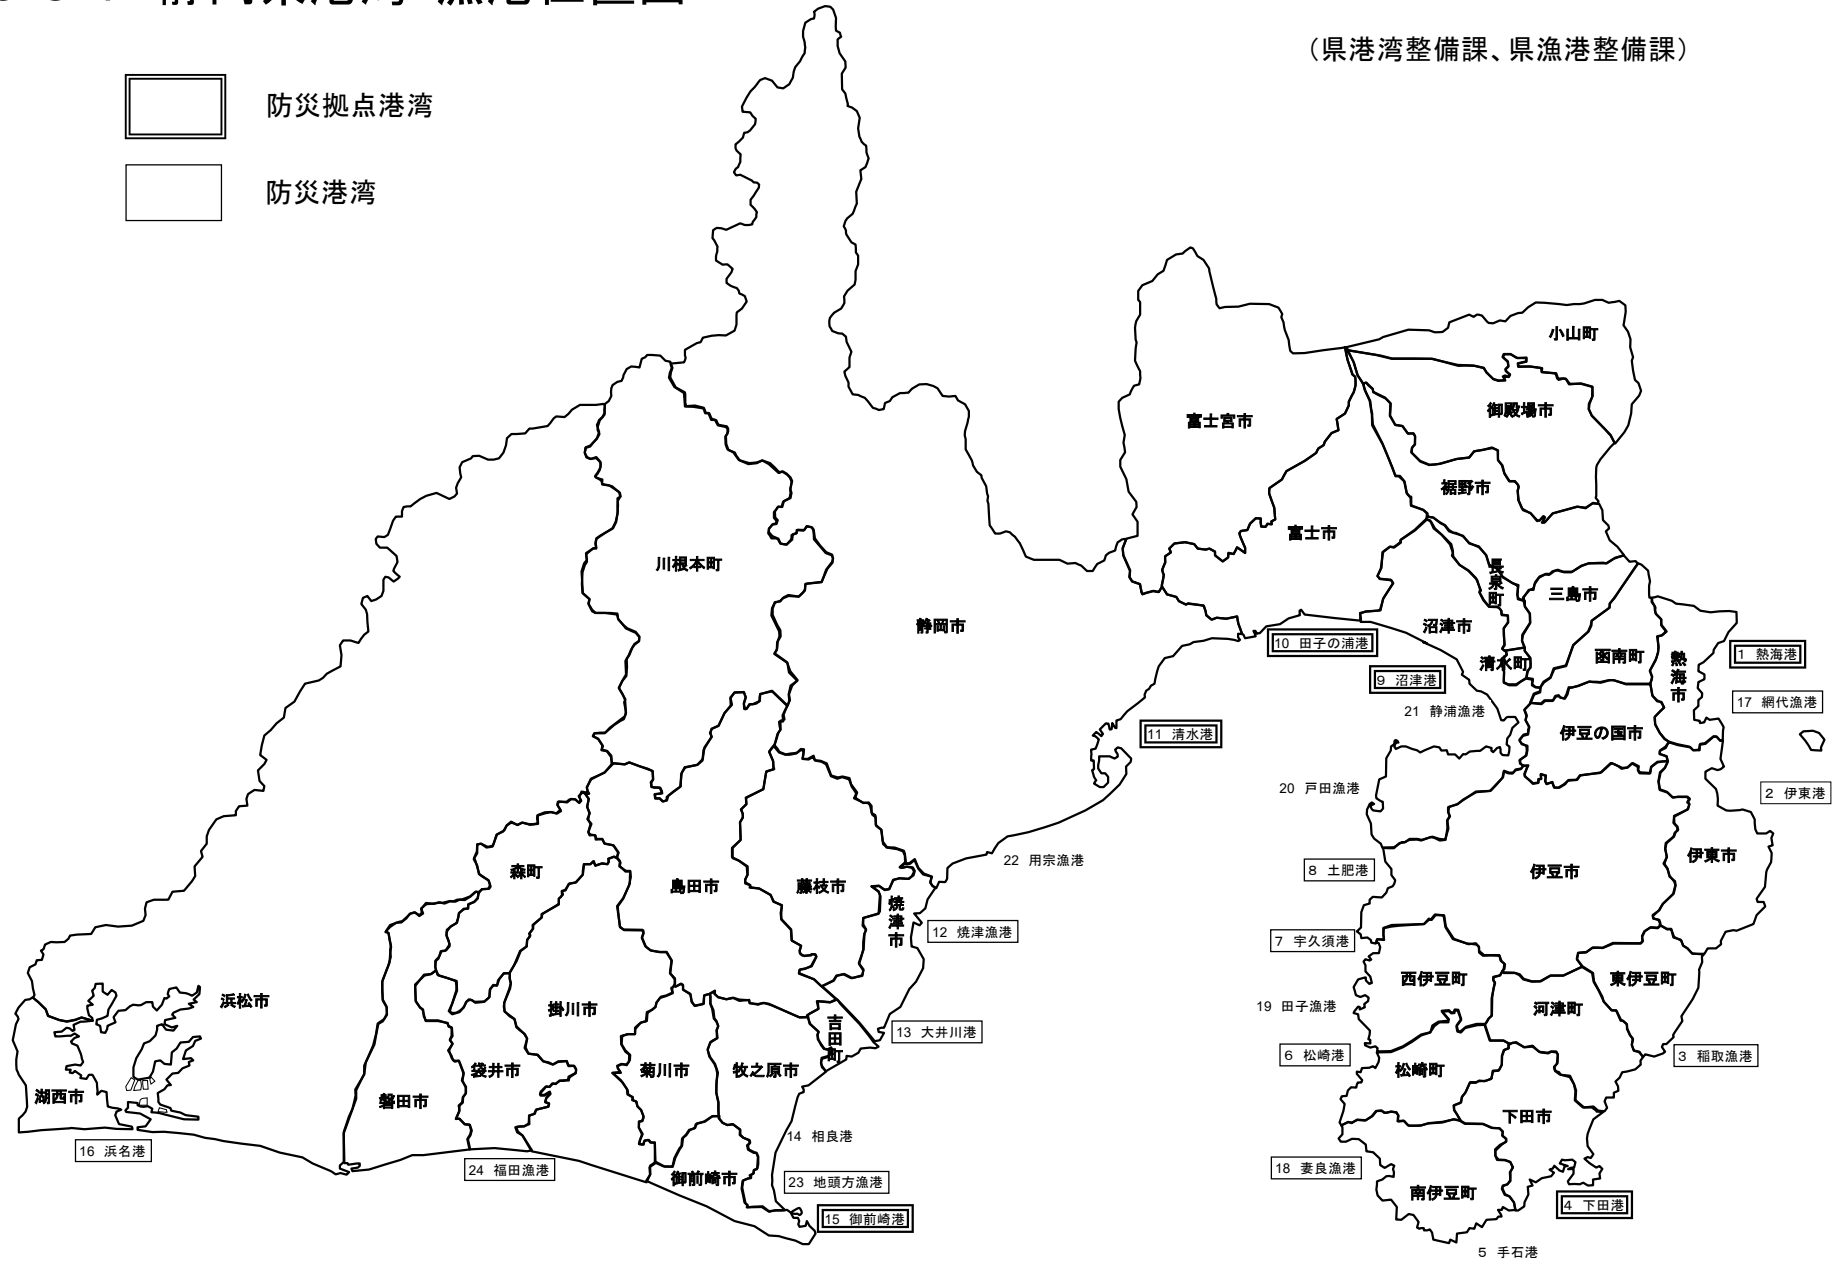 (県港湾整備課、県漁港整備課)
防災拠点港湾
防災港湾
小山町
御殿場市
富士宮市
裾野市
富士市
川根本町
長泉町
三島市
静岡市
沼津市
10 田子の浦港
函南町
清水町
熱海市
1 熱海港
9 沼津港
17 網代漁港
21 静浦漁港
11 清水港
伊豆の国市
20 戸田漁港
2 伊東港
22 用宗漁港
伊東市
森町
島田市
藤枝市
8 土肥港
伊豆市
焼津市
12 焼津漁港
7 宇久須港
西伊豆町
東伊豆町
浜松市
掛川市
19 田子漁港
河津町
吉田町
13 大井川港
6 松崎港
3 稲取漁港
袋井市
菊川市
牧之原市
松崎町
湖西市
磐田市
下田市
14 相良港
16 浜名港
24 福田漁港
御前崎市
23 地頭方漁港
18 妻良漁港
南伊豆町
15 御前崎港
4 下田港
5 手石港